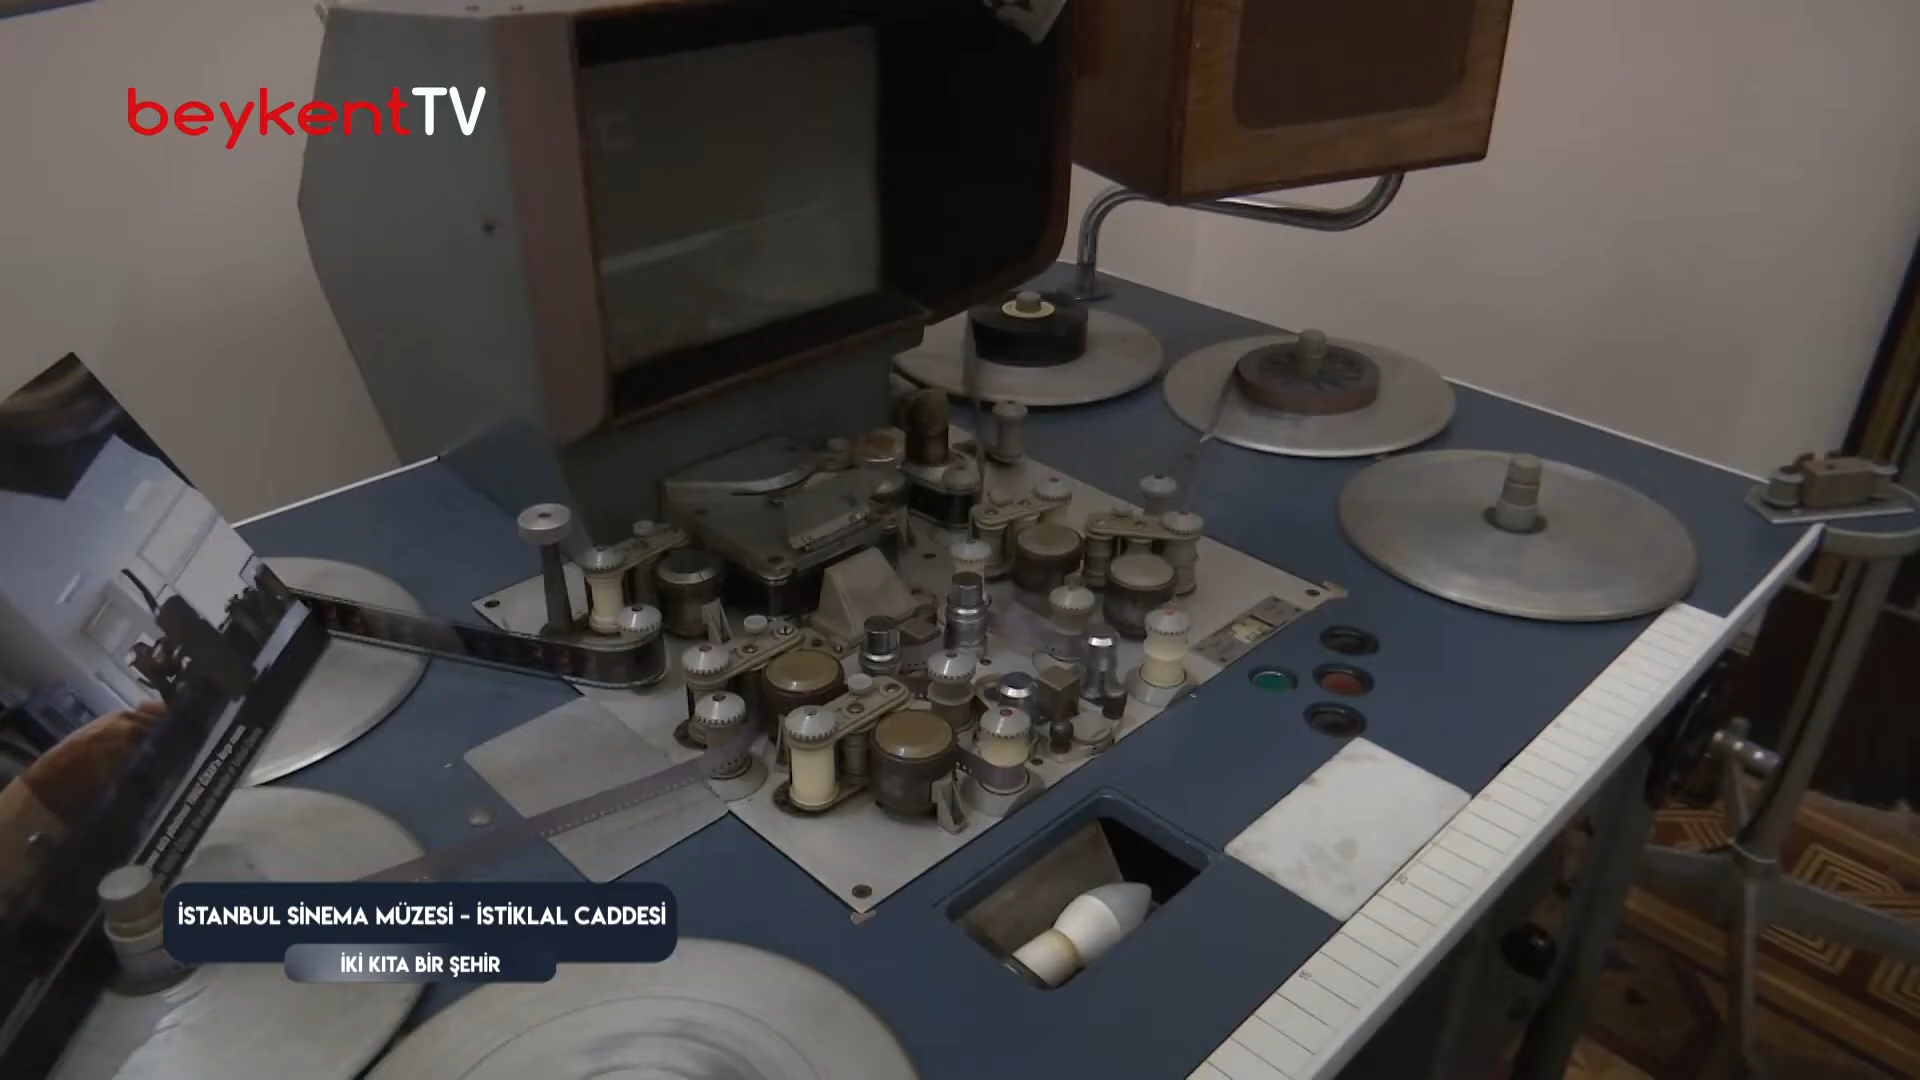 beykentTV
İSTANBUL SİNEMA MÜZESİ - İSTİKLAL CADDESİ
İKİ KITA BİR ŞEHİR